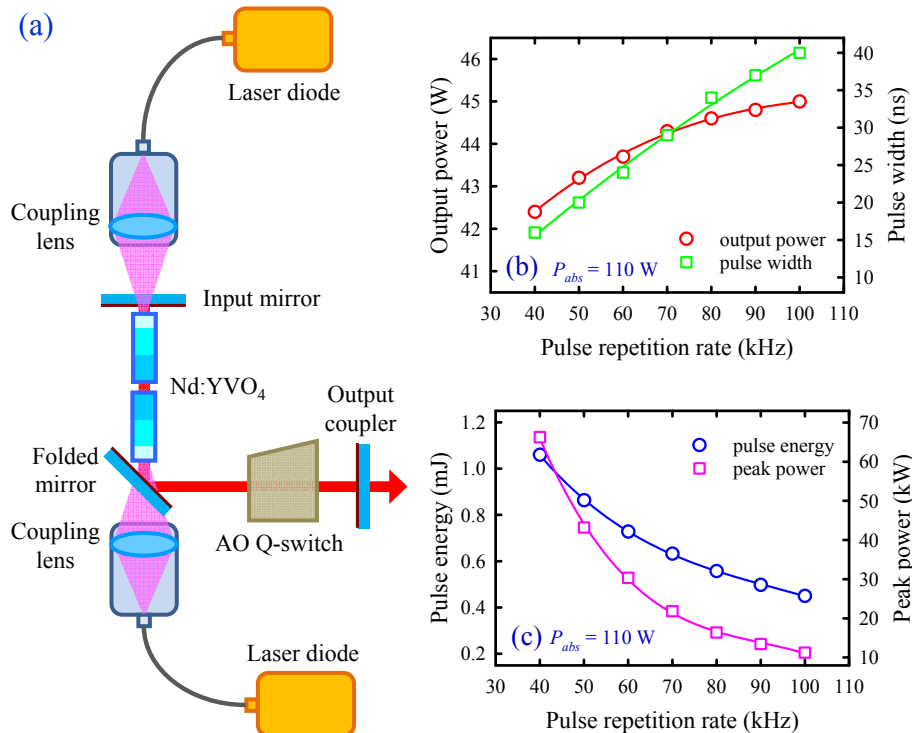 (a)
Laser diode
Coupling
lens
Input mirror
Nd:YVO₄
Output
coupler
Folded
mirror
Coupling
lens
AO Q-switch
Laser diode
Output power (W)
46
45
44
43
42
41
Pulse width (ns)
40
35
30
25
20
15
10
output power
pulse width
(b)
P_abs = 110 W
30 40 50 60 70 80 90 100 110
Pulse repetition rate (kHz)
Pulse energy (mJ)
1.2
1.0
0.8
0.6
0.4
0.2
Peak power (kW)
70
60
50
40
30
20
10
pulse energy
peak power
(c)
P_abs = 110 W
30 40 50 60 70 80 90 100 110
Pulse repetition rate (kHz)